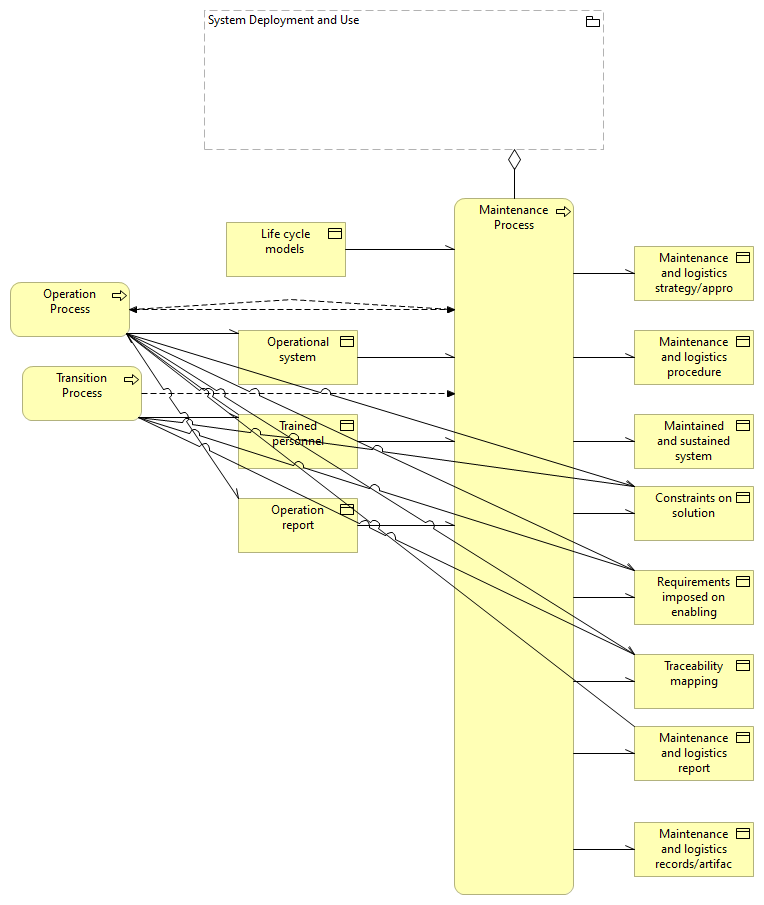 System Deployment and Use
Maintenance
Process
Life cycle
models
Maintenance
and logistics
strategy/appro
Operation
Process
Operational
system
Maintenance
and logistics
procedure
Transition
Process
Trained
personnel
Maintained
and sustained
system
Constraints on
solution
Operation
report
Requirements
imposed on
enabling
Traceability
mapping
Maintenance
and logistics
report
Maintenance
and logistics
records/artifac